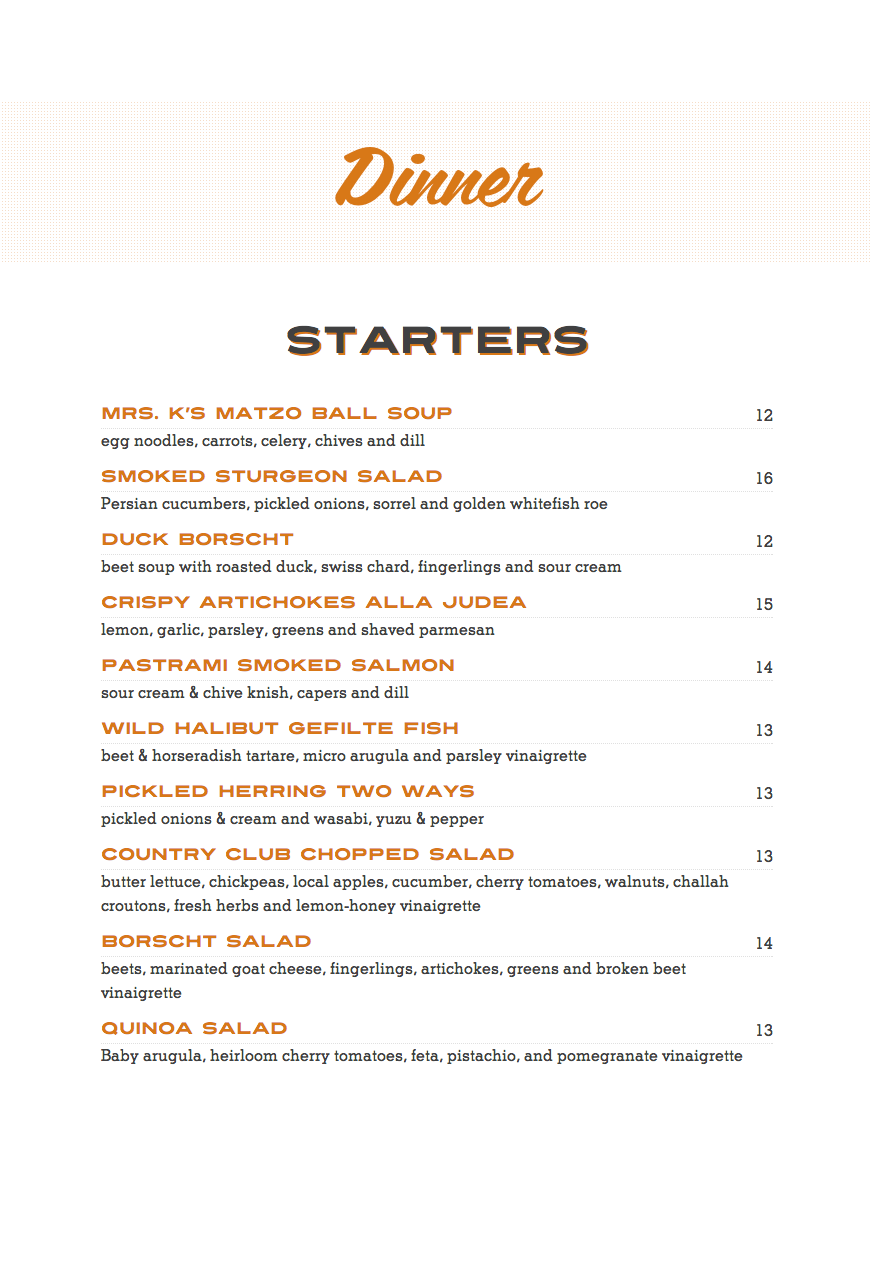 Dinner
STARTERS
MRS. K'S MATZO BALL SOUP 12
egg noodles, carrots, celery, chives and dill
SMOKED STURGEON SALAD 16
Persian cucumbers, pickled onions, sorrel and golden whitefish roe
DUCK BORSCHT 12
beet soup with roasted duck, swiss chard, fingerlings and sour cream
CRISPY ARTICHOKES ALLA JUDEA 15
lemon, garlic, parsley, greens and shaved parmesan
PASTRAMI SMOKED SALMON 14
sour cream & chive knish, capers and dill
WILD HALIBUT GEFILTE FISH 13
beet & horseradish tartare, micro arugula and parsley vinaigrette
PICKLED HERRING TWO WAYS 13
pickled onions & cream and wasabi, yuzu & pepper
COUNTRY CLUB CHOPPED SALAD 13
butter lettuce, chickpeas, local apples, cucumber, cherry tomatoes, walnuts, challah
croutons, fresh herbs and lemon-honey vinaigrette
BORSCHT SALAD 14
beets, marinated goat cheese, fingerlings, artichokes, greens and broken beet
vinaigrette
QUINOA SALAD 13
Baby arugula, heirloom cherry tomatoes, feta, pistachio, and pomegranate vinaigrette